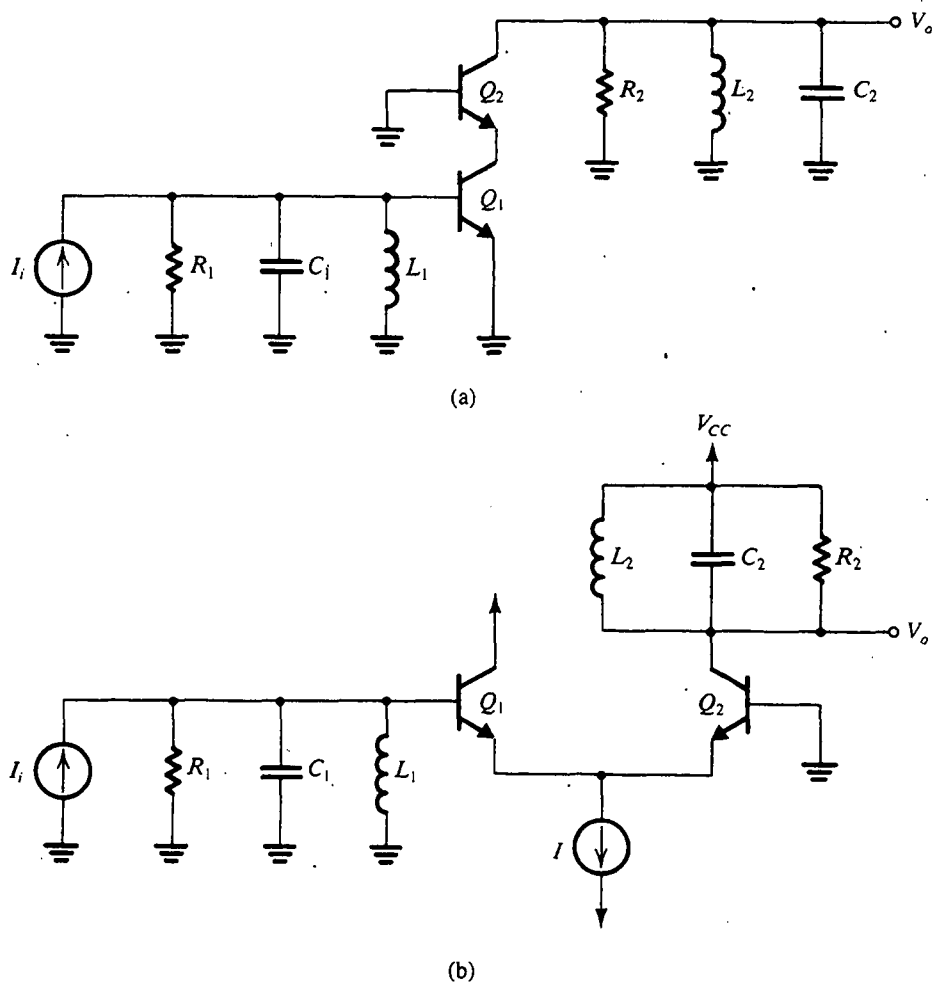 V_o
Q_2
R_2
L_2
C_2
Q_1
I_i
R_1
C_1
L_1
(a)
V_CC
L_2
C_2
R_2
V_o
Q_1
Q_2
I_i
R_1
C_1
L_1
I
(b)